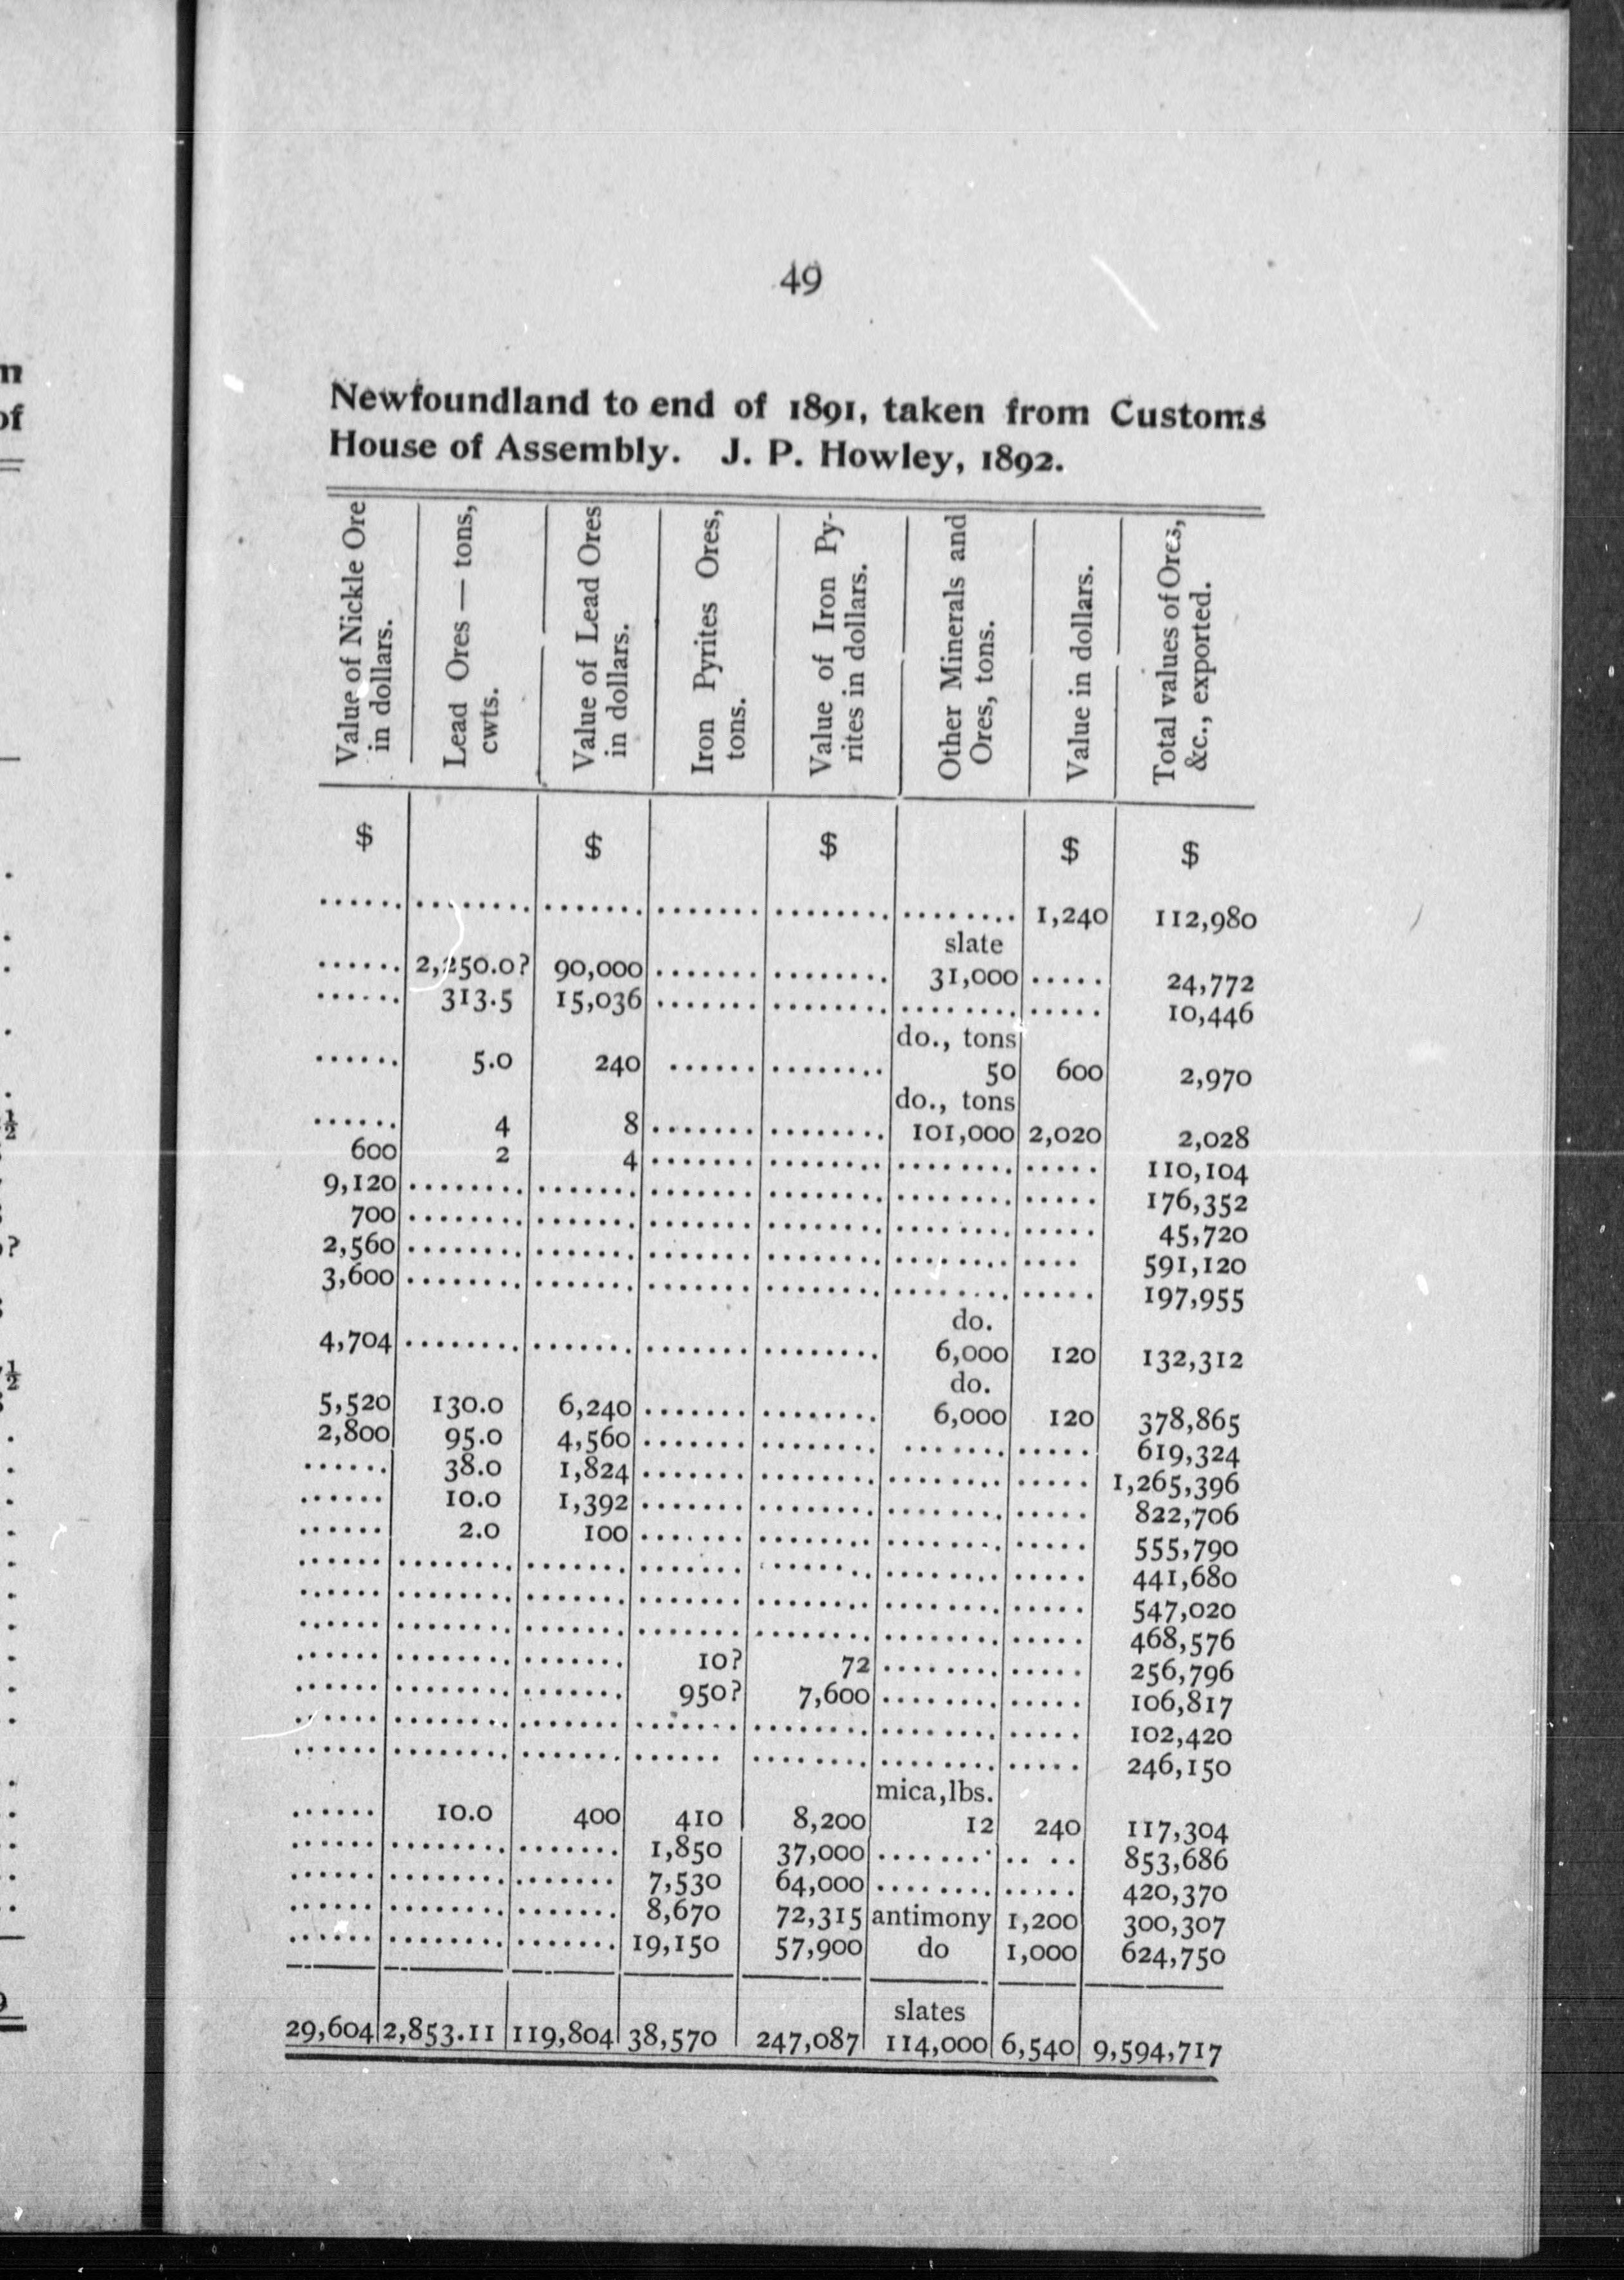 49
Newfoundland to end of 1891, taken from Customs
House of Assembly. J. P. Howley, 1892.
Value of Nickle Ore in dollars. | Lead Ores — tons, cwts. | Value of Lead Ores in dollars. | Iron Pyrites Ores, tons. | Value of Iron Py-rites in dollars. | Other Minerals and Ores, tons. | Value in dollars. | Total values of Ores, &c., exported.
$ | | $ | | $ | | $ | $
...... | ........ | ....... | ....... | ........ | ........ | 1,240 | 112,980
slate
...... | 2,250.0? | 90,000 | ....... | ........ | 31,000 | ..... | 24,772
...... | 313.5 | 15,036 | ....... | ........ | ........ | ..... | 10,446
do., tons
...... | 5.0 | 240 | ...... | ........ | 50 | 600 | 2,970
do., tons
...... | 4 | 8 | ....... | ........ | 101,000 | 2,020 | 2,028
600 | 2 | 4 | ....... | ........ | ........ | ..... | 110,104
9,120 | ........ | ....... | ....... | ........ | ........ | ..... | 176,352
700 | ........ | ....... | ....... | ........ | ........ | ..... | 45,720
2,560 | ........ | ....... | ....... | ........ | ........ | .... | 591,120
3,600 | ........ | ....... | ....... | ........ | ........ | ..... | 197,955
do.
4,704 | ........ | ....... | ....... | ........ | 6,000 | 120 | 132,312
do.
5,520 | 130.0 | 6,240 | ....... | ........ | 6,000 | 120 | 378,865
2,800 | 95.0 | 4,560 | ....... | ........ | ....... | ..... | 619,324
...... | 38.0 | 1,824 | ....... | ........ | ........ | ..... | 1,265,396
...... | 10.0 | 1,392 | ....... | ........ | ........ | ..... | 822,706
...... | 2.0 | 100 | ....... | ........ | ........ | ..... | 555,790
...... | ........ | ....... | ....... | ........ | ........ | ..... | 441,680
...... | ........ | ....... | ....... | ........ | ........ | ..... | 547,020
...... | ........ | ....... | ....... | ........ | ........ | ..... | 468,576
...... | ........ | ....... | 10? | 72 | ........ | ..... | 256,796
...... | ........ | ....... | 950? | 7,600 | ........ | ..... | 106,817
...... | ........ | ....... | ....... | ........ | ........ | ..... | 102,420
...... | ........ | ....... | ...... | ........ | ........ | ..... | 246,150
mica, lbs.
...... | 10.0 | 400 | 410 | 8,200 | 12 | 240 | 117,304
...... | ........ | ....... | 1,850 | 37,000 | ........ | .. .. | 853,686
...... | ........ | ....... | 7,530 | 64,000 | ........ | ..... | 420,370
...... | ........ | ....... | 8,670 | 72,315 | antimony | 1,200 | 300,307
...... | ........ | ....... | 19,150 | 57,900 | do | 1,000 | 624,750
slates
29,604 | 2,853.11 | 119,804 | 38,570 | 247,087 | 114,000 | 6,540 | 9,594,717